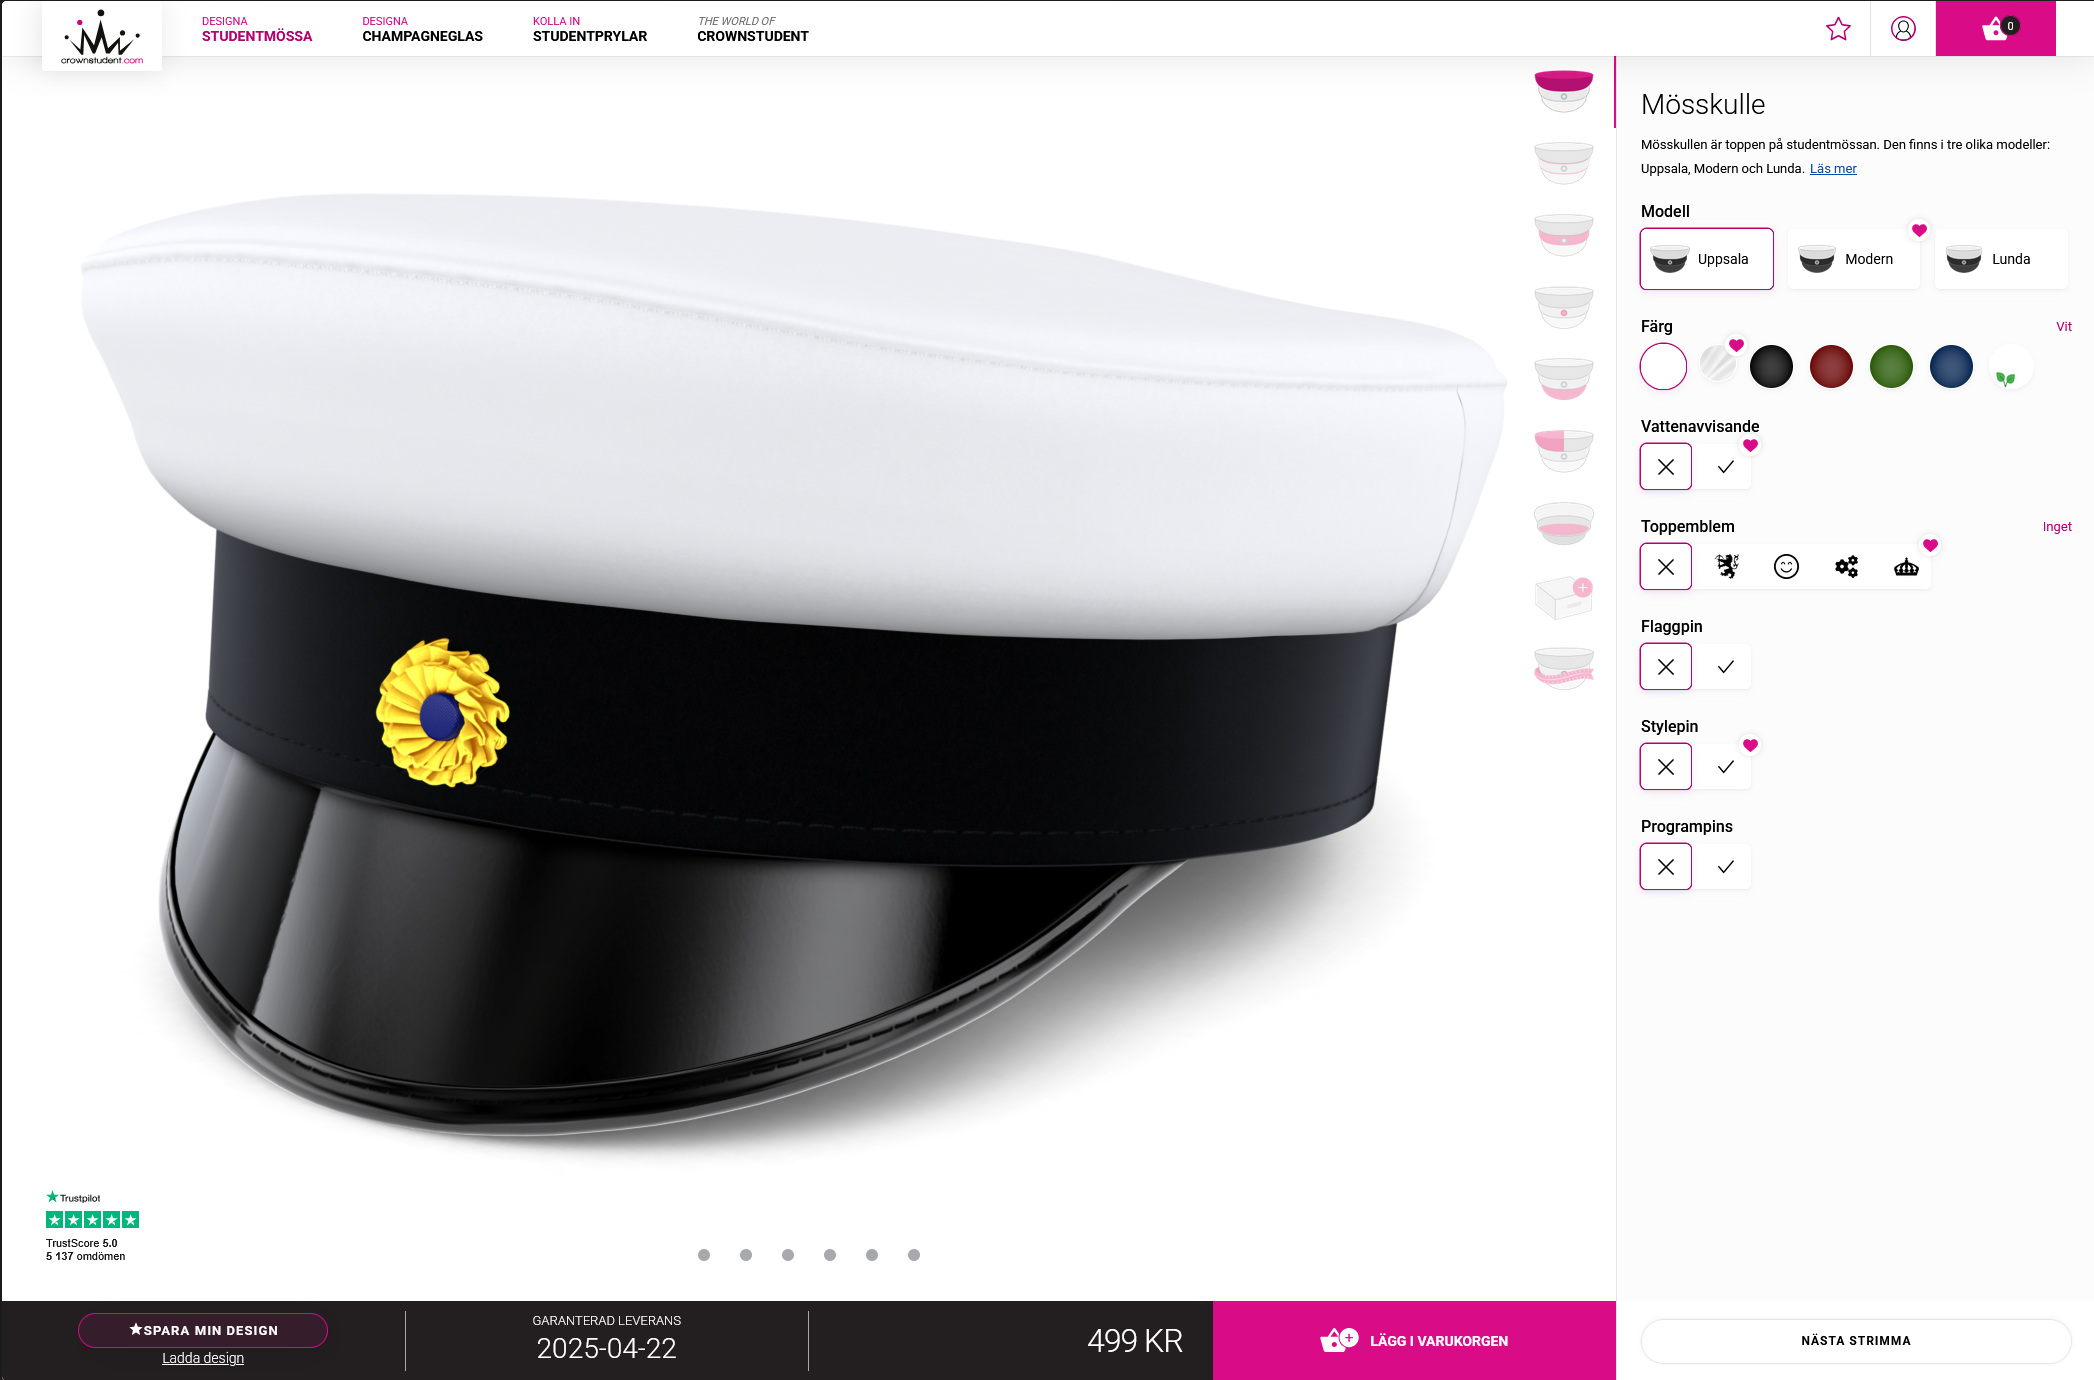 crownstudent.com
DESIGNA
STUDENTMÖSSA
DESIGNA
CHAMPAGNEGLAS
KOLLA IN
STUDENTPRYLAR
THE WORLD OF
CROWNSTUDENT
0
Mösskulle
Mösskullen är toppen på studentmössan. Den finns i tre olika modeller:
Uppsala, Modern och Lunda. Läs mer
Modell
Uppsala
Modern
Lunda
Färg
Vit
Vattenavvisande
Toppemblem
Inget
Flaggpin
Stylepin
Programpins
Trustpilot
TrustScore 5.0
5 137 omdömen
SPARA MIN DESIGN
Ladda design
GARANTERAD LEVERANS
2025-04-22
499 KR
LÄGG I VARUKORGEN
NÄSTA STRIMMA